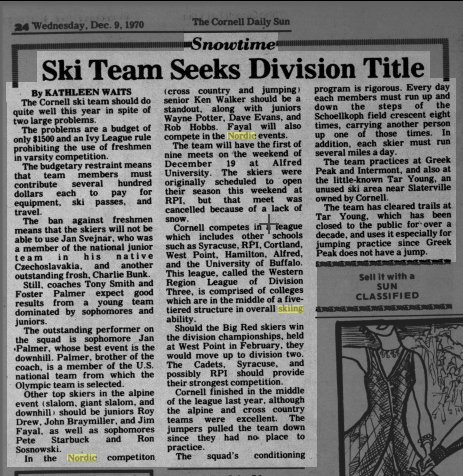 24 Wednesday, Dec. 9, 1970
The Cornell Daily Sun
Snowtime
Ski Team Seeks Division Title
By KATHLEEN WAITS
The Cornell ski team should do
quite well this year in spite of
two large problems.
The problems are a budget of
only $1500 and an Ivy League rule
prohibiting the use of freshmen
in varsity competition.
The budgetary restraint means
that team members must
contribute several hundred
dollars each to pay for
equipment, ski passes, and
travel.
The ban against freshmen
means that the skiers will not be
able to use Jan Svejnar, who was
a member of the national junior
team in his native
Czechoslavakia, and another
outstanding frosh, Charlie Bunk.
Still, coaches Tony Smith and
Foster Palmer expect good
results from a young team
dominated by sophomores and
juniors.
The outstanding performer on
the squad is sophomore Jan
Palmer, whose best event is the
downhill. Palmer, brother of the
coach, is a member of the U.S.
national team from which the
Olympic team is selected.
Other top skiers in the alpine
event (slalom, giant slalom, and
downhill) should be juniors Roy
Drew, John Braymiller, and Jim
Fayal, as well as sophomores
Pete Starbuck and Ron
Sosnowski.
In the Nordic competiton
(cross country and jumping)
senior Ken Walker should be a
standout, along with juniors
Wayne Potter, Dave Evans, and
Rob Hobbs. Fayal will also
compete in the Nordic events.
The team will have the first of
nine meets on the weekend of
December 19 at Alfred
University. The skiers were
originally scheduled to open
their season this weekend at
RPI, but that meet was
cancelled because of a lack of
snow.
Cornell competes in a league
which includes other schools
such as Syracuse, RPI, Cortland,
West Point, Hamilton, Alfred,
and the University of Buffalo.
This league, called the Western
Region League of Division
Three, is comprised of colleges
which are in the middle of a five-
tiered structure in overall skiing
ability.
Should the Big Red skiers win
the division championships, held
at West Point in February, they
would move up to division two.
The Cadets, Syracuse, and
possibly RPI should provide
their strongest competition.
Cornell finished in the middle
of the league last year, although
the alpine and cross country
teams were excellent. The
jumpers pulled the team down
since they had no place to
practice.
The squad's conditioning
program is rigorous. Every day
each members must run up and
down the steps of the
Schoellkoph field crescent eight
times, carrying another person
up one of those times. In
addition, each skier must run
several miles a day.
The team practices at Greek
Peak and Intermont, and also at
the little-known Tar Young, an
unused ski area near Slaterville
owned by Cornell.
The team has cleared trails at
Tar Young, which has been
closed to the public for over a
decade, and uses it especially for
jumping practice since Greek
Peak does not have a jump.
Sell it with a
SUN
CLASSIFIED